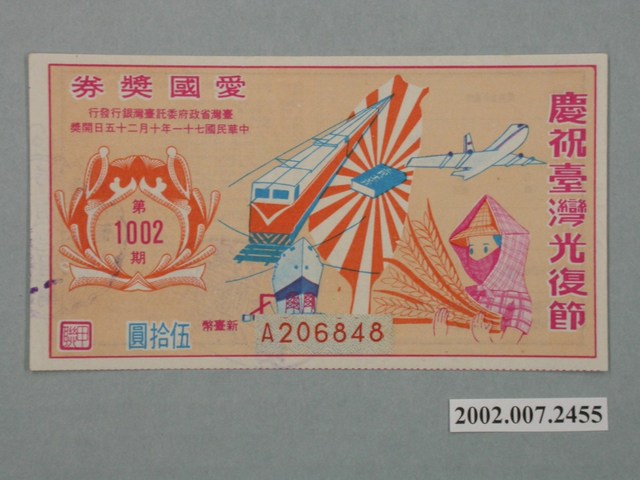 愛國獎券
臺灣省政府委託臺灣銀行發行
中華民國七十一年十月二十五日開獎
慶祝臺灣光復節
第
1002
期
新臺幣
伍拾圓
A206848
2002.007.2455